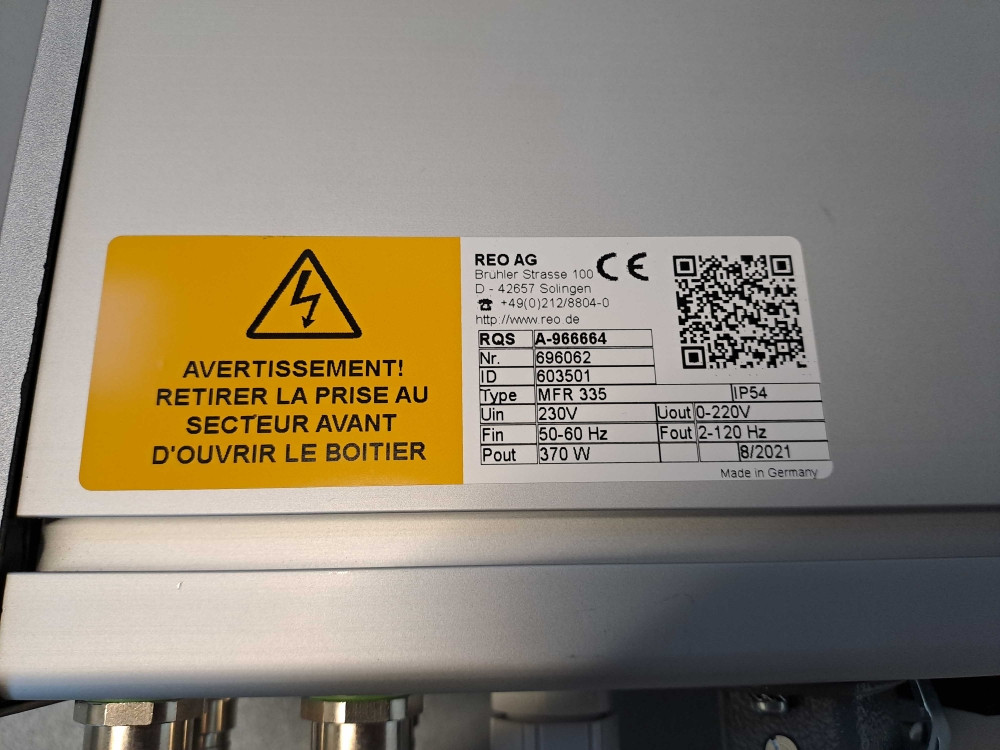 AVERTISSEMENT!
RETIRER LA PRISE AU
SECTEUR AVANT
D'OUVRIR LE BOITIER
REO AG CE
Brühler Strasse 100
D - 42657 Solingen
☎ +49(0)212/8804-0
http://www.reo.de
RQS A-966664
Nr. 696062
ID 603501
Type MFR 335 IP54
Uin 230V Uout 0-220V
Fin 50-60 Hz Fout 2-120 Hz
Pout 370 W 8/2021
Made in Germany